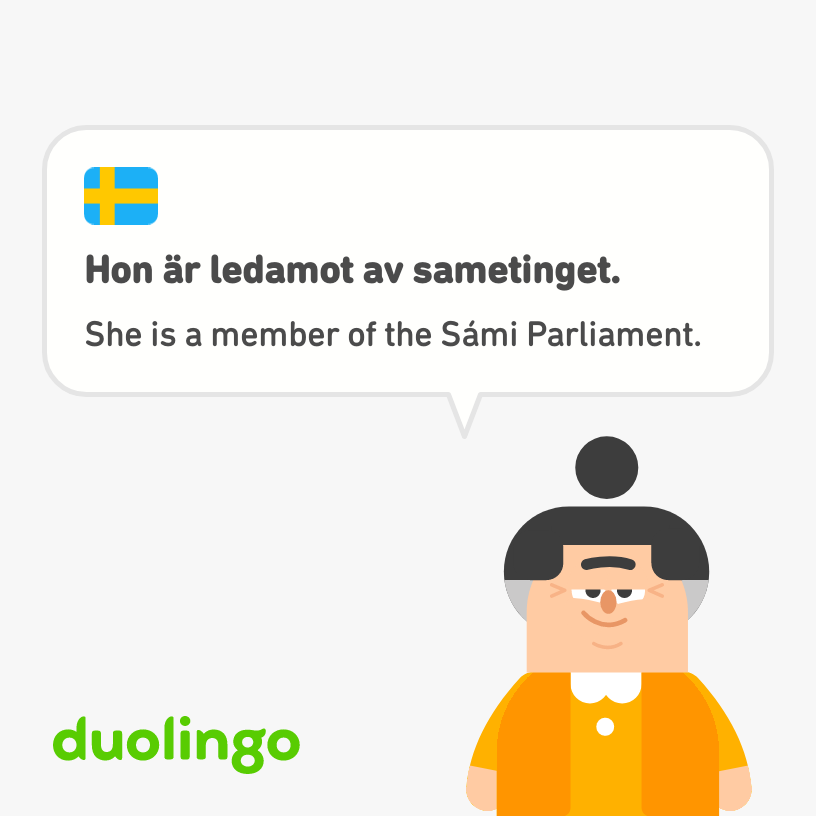 Hon är ledamot av sametinget.
She is a member of the Sámi Parliament.
duolingo